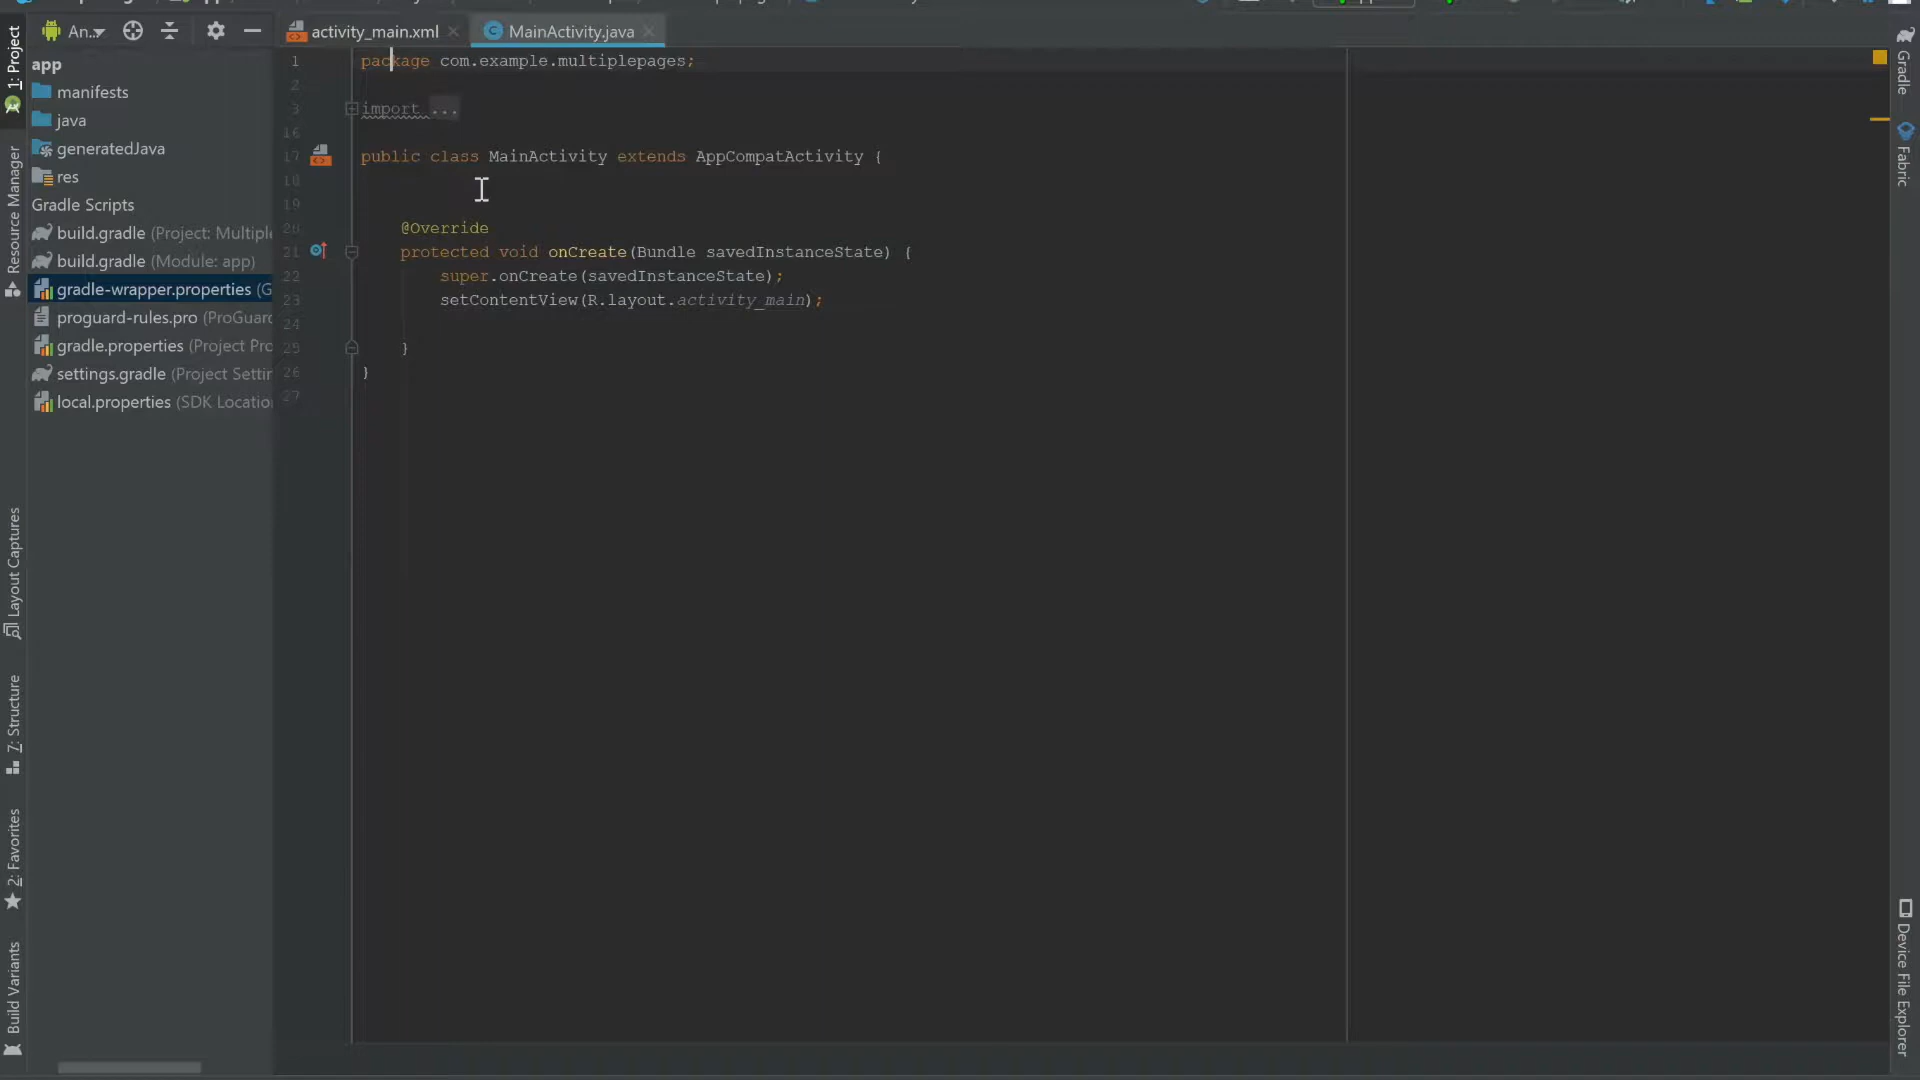 An...
activity_main.xml
MainActivity.java
1: Project
Resource Manager
Layout Captures
7: Structure
2: Favorites
Build Variants
app
manifests
java
generatedJava
res
Gradle Scripts
build.gradle (Project: Multiple
build.gradle (Module: app)
gradle-wrapper.properties (G
proguard-rules.pro (ProGuard
gradle.properties (Project Pro
settings.gradle (Project Settin
local.properties (SDK Location
1 package com.example.multiplepages;
2
3 import ...
16
17 public class MainActivity extends AppCompatActivity {
18
19
20 @Override
21 protected void onCreate(Bundle savedInstanceState) {
22 super.onCreate(savedInstanceState);
23 setContentView(R.layout.activity_main);
24
25 }
26 }
27
Gradle
Fabric
Device File Explorer